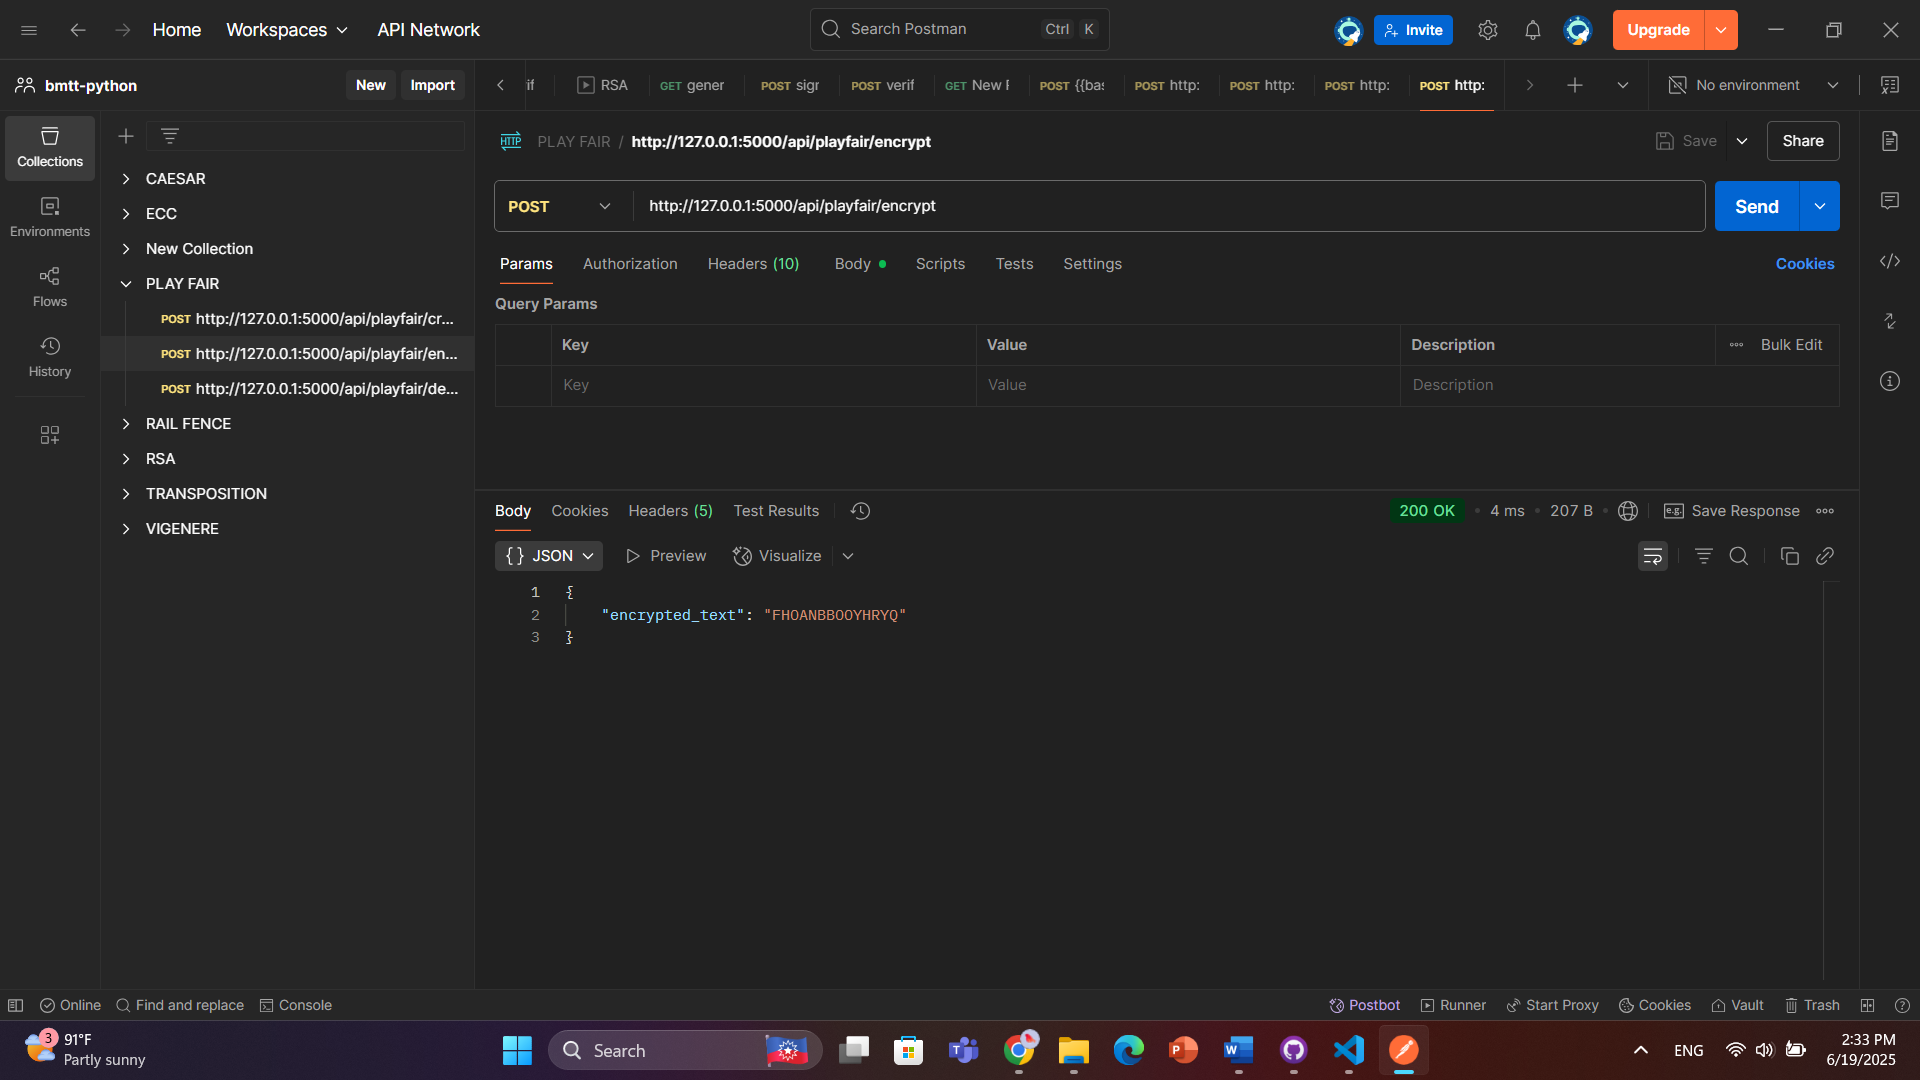 Home
Workspaces
API Network
Search Postman
Ctrl K
Invite
Upgrade
bmtt-python
New
Import
RSA
GET gener
POST sigr
POST verif
GET New F
POST {{bas
POST http:
POST http:
POST http:
POST http:
No environment
Collections
Environments
Flows
History
CAESAR
ECC
New Collection
PLAY FAIR
POST http://127.0.0.1:5000/api/playfair/cr...
POST http://127.0.0.1:5000/api/playfair/en...
POST http://127.0.0.1:5000/api/playfair/de...
RAIL FENCE
RSA
TRANSPOSITION
VIGENERE
HTTP PLAY FAIR / http://127.0.0.1:5000/api/playfair/encrypt
Save
Share
POST http://127.0.0.1:5000/api/playfair/encrypt
Send
Params Authorization Headers (10) Body Scripts Tests Settings
Cookies
Query Params
Key Value Description Bulk Edit
Key Value Description
Body Cookies Headers (5) Test Results
200 OK • 4 ms • 207 B
e.g. Save Response
{} JSON Preview Visualize
1 {
2 "encrypted_text": "FHOANBBOOYHRYQ"
3 }
Online Find and replace Console
Postbot Runner Start Proxy Cookies Vault Trash
3
91°F
Partly sunny
Search
ENG
2:33 PM
6/19/2025